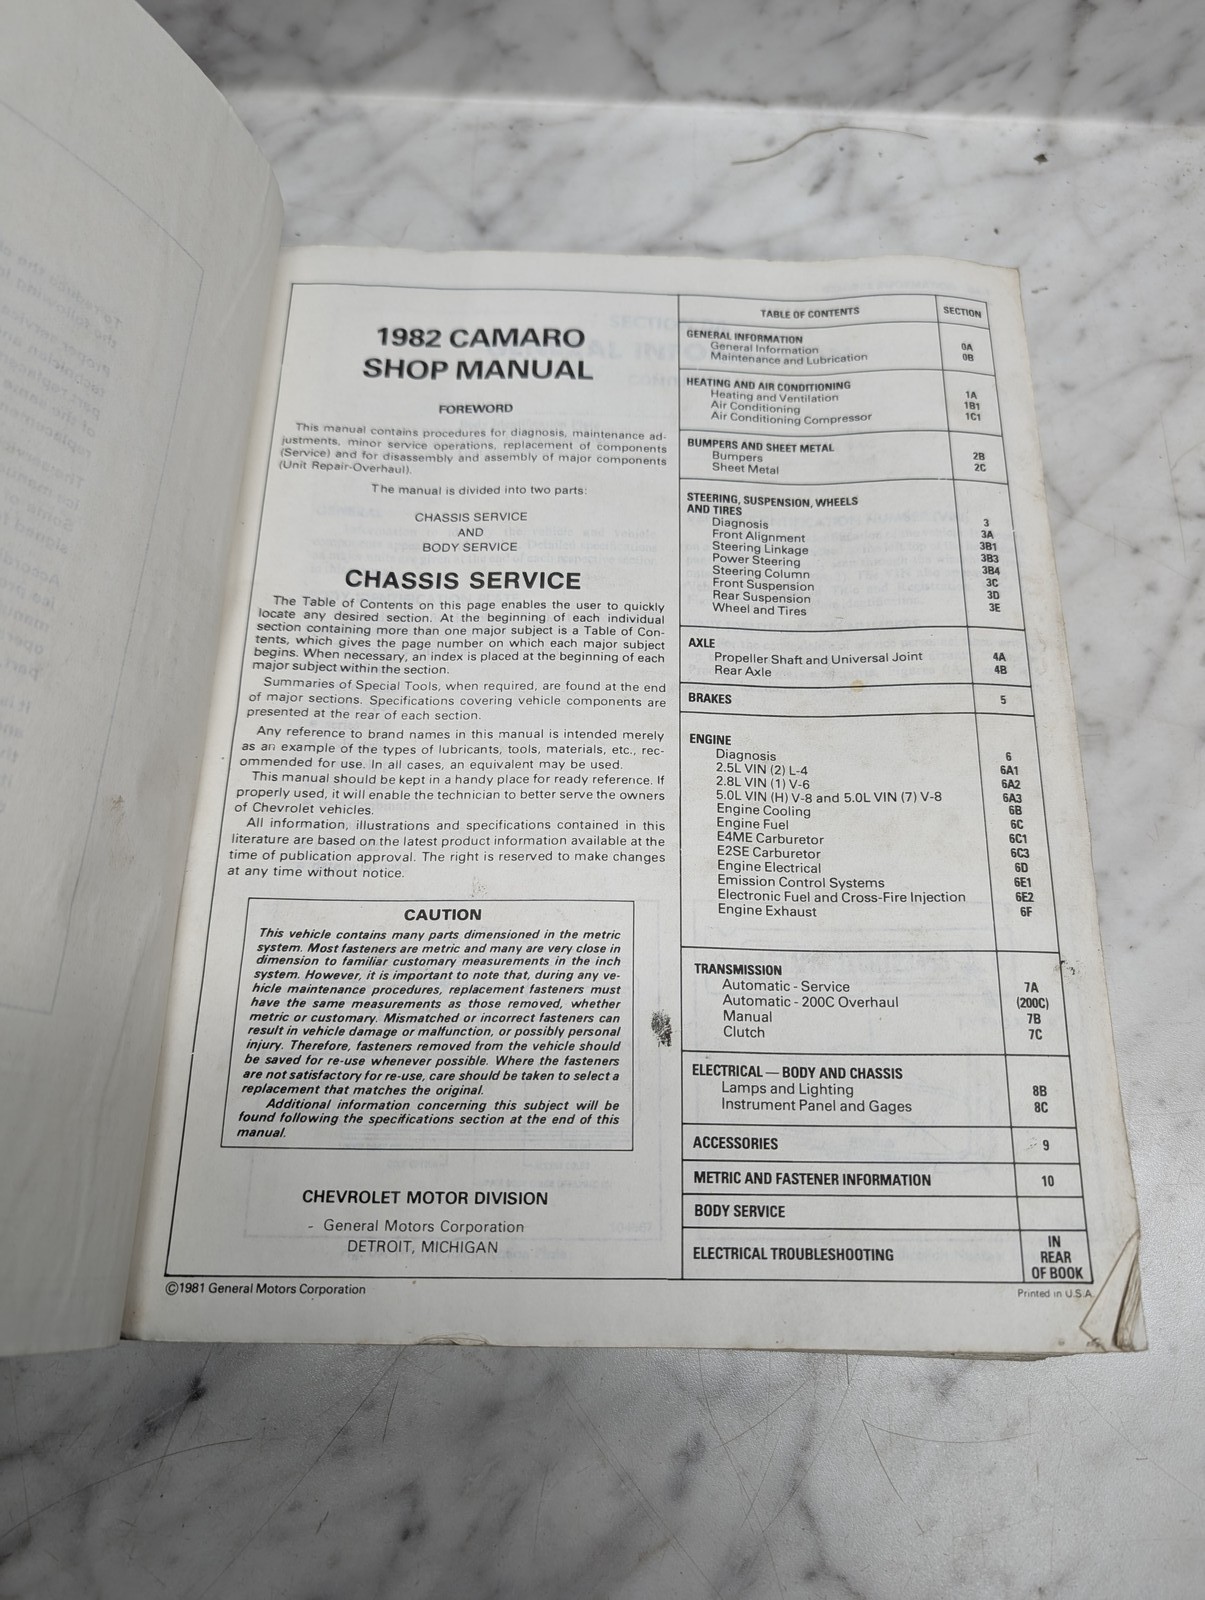 1982 CAMARO
SHOP MANUAL
FOREWORD
This manual contains procedures for diagnosis, maintenance ad-
justments, minor service operations, replacement of components
(Service) and for disassembly and assembly of major components
(Unit Repair-Overhaul).
The manual is divided into two parts:
CHASSIS SERVICE
AND
BODY SERVICE
CHASSIS SERVICE
The Table of Contents on this page enables the user to quickly
locate any desired section. At the beginning of each individual
section containing more than one major subject is a Table of Con-
tents, which gives the page number on which each major subject
begins. When necessary, an index is placed at the beginning of each
major subject within the section.
Summaries of Special Tools, when required, are found at the end
of major sections. Specifications covering vehicle components are
presented at the rear of each section.
Any reference to brand names in this manual is intended merely
as an example of the types of lubricants, tools, materials, etc., rec-
ommended for use. In all cases, an equivalent may be used.
This manual should be kept in a handy place for ready reference. If
properly used, it will enable the technician to better serve the owners
of Chevrolet vehicles.
All information, illustrations and specifications contained in this
literature are based on the latest product information available at the
time of publication approval. The right is reserved to make changes
at any time without notice.
CAUTION
This vehicle contains many parts dimensioned in the metric
system. Most fasteners are metric and many are very close in
dimension to familiar customary measurements in the inch
system. However, it is important to note that, during any ve-
hicle maintenance procedures, replacement fasteners must
have the same measurements as those removed, whether
metric or customary. Mismatched or incorrect fasteners can
result in vehicle damage or malfunction, or possibly personal
injury. Therefore, fasteners removed from the vehicle should
be saved for re-use whenever possible. Where the fasteners
are not satisfactory for re-use, care should be taken to select a
replacement that matches the original.
Additional information concerning this subject will be
found following the specifications section at the end of this
manual.
CHEVROLET MOTOR DIVISION
- General Motors Corporation
DETROIT, MICHIGAN
©1981 General Motors Corporation
TABLE OF CONTENTS SECTION
GENERAL INFORMATION
General Information 0A
Maintenance and Lubrication 0B
HEATING AND AIR CONDITIONING
Heating and Ventilation 1A
Air Conditioning 1B1
Air Conditioning Compressor 1C1
BUMPERS AND SHEET METAL
Bumpers 2B
Sheet Metal 2C
STEERING, SUSPENSION, WHEELS
AND TIRES
Diagnosis 3
Front Alignment 3A
Steering Linkage 3B1
Power Steering 3B3
Steering Column 3B4
Front Suspension 3C
Rear Suspension 3D
Wheel and Tires 3E
AXLE
Propeller Shaft and Universal Joint 4A
Rear Axle 4B
BRAKES 5
ENGINE
Diagnosis 6
2.5L VIN (2) L-4 6A1
2.8L VIN (1) V-6 6A2
5.0L VIN (H) V-8 and 5.0L VIN (7) V-8 6A3
Engine Cooling 6B
Engine Fuel 6C
E4ME Carburetor 6C1
E2SE Carburetor 6C3
Engine Electrical 6D
Emission Control Systems 6E1
Electronic Fuel and Cross-Fire Injection 6E2
Engine Exhaust 6F
TRANSMISSION
Automatic - Service 7A
Automatic - 200C Overhaul (200C)
Manual 7B
Clutch 7C
ELECTRICAL — BODY AND CHASSIS
Lamps and Lighting 8B
Instrument Panel and Gages 8C
ACCESSORIES 9
METRIC AND FASTENER INFORMATION 10
BODY SERVICE
ELECTRICAL TROUBLESHOOTING
IN
REAR
OF BOOK
Printed in U.S.A.